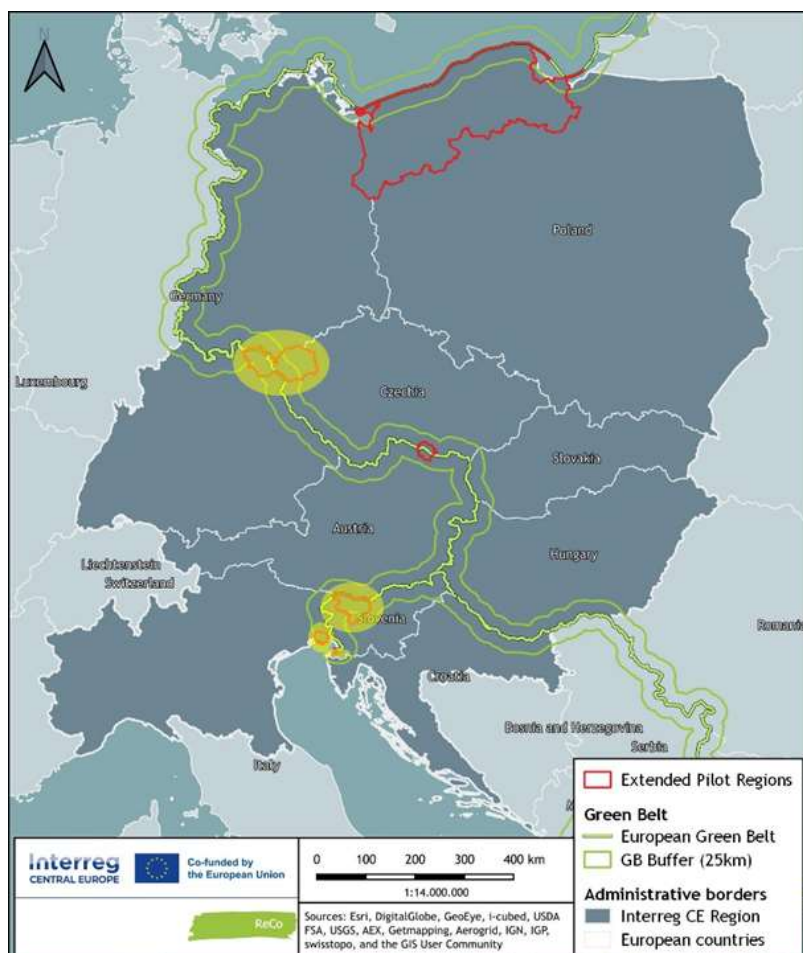 N
Poland
Germany
Luxembourg
Czechia
Slovakia
Austria
Liechtenstein
Switzerland
Hungary
Slovenia
Romania
Croatia
Bosnia and Herzegovina
Serbia
Italy
Extended Pilot Regions
Green Belt
European Green Belt
GB Buffer (25km)
Administrative borders
Interreg CE Region
European countries
Interreg
CENTRAL EUROPE
Co-funded by
the European Union
0 100 200 300 400 km
1:14.000.000
ReCo
Sources: Esri, DigitalGlobe, GeoEye, i-cubed, USDA
FSA, USGS, AEX, Getmapping, Aerogrid, IGN, IGP,
swisstopo, and the GIS User Community